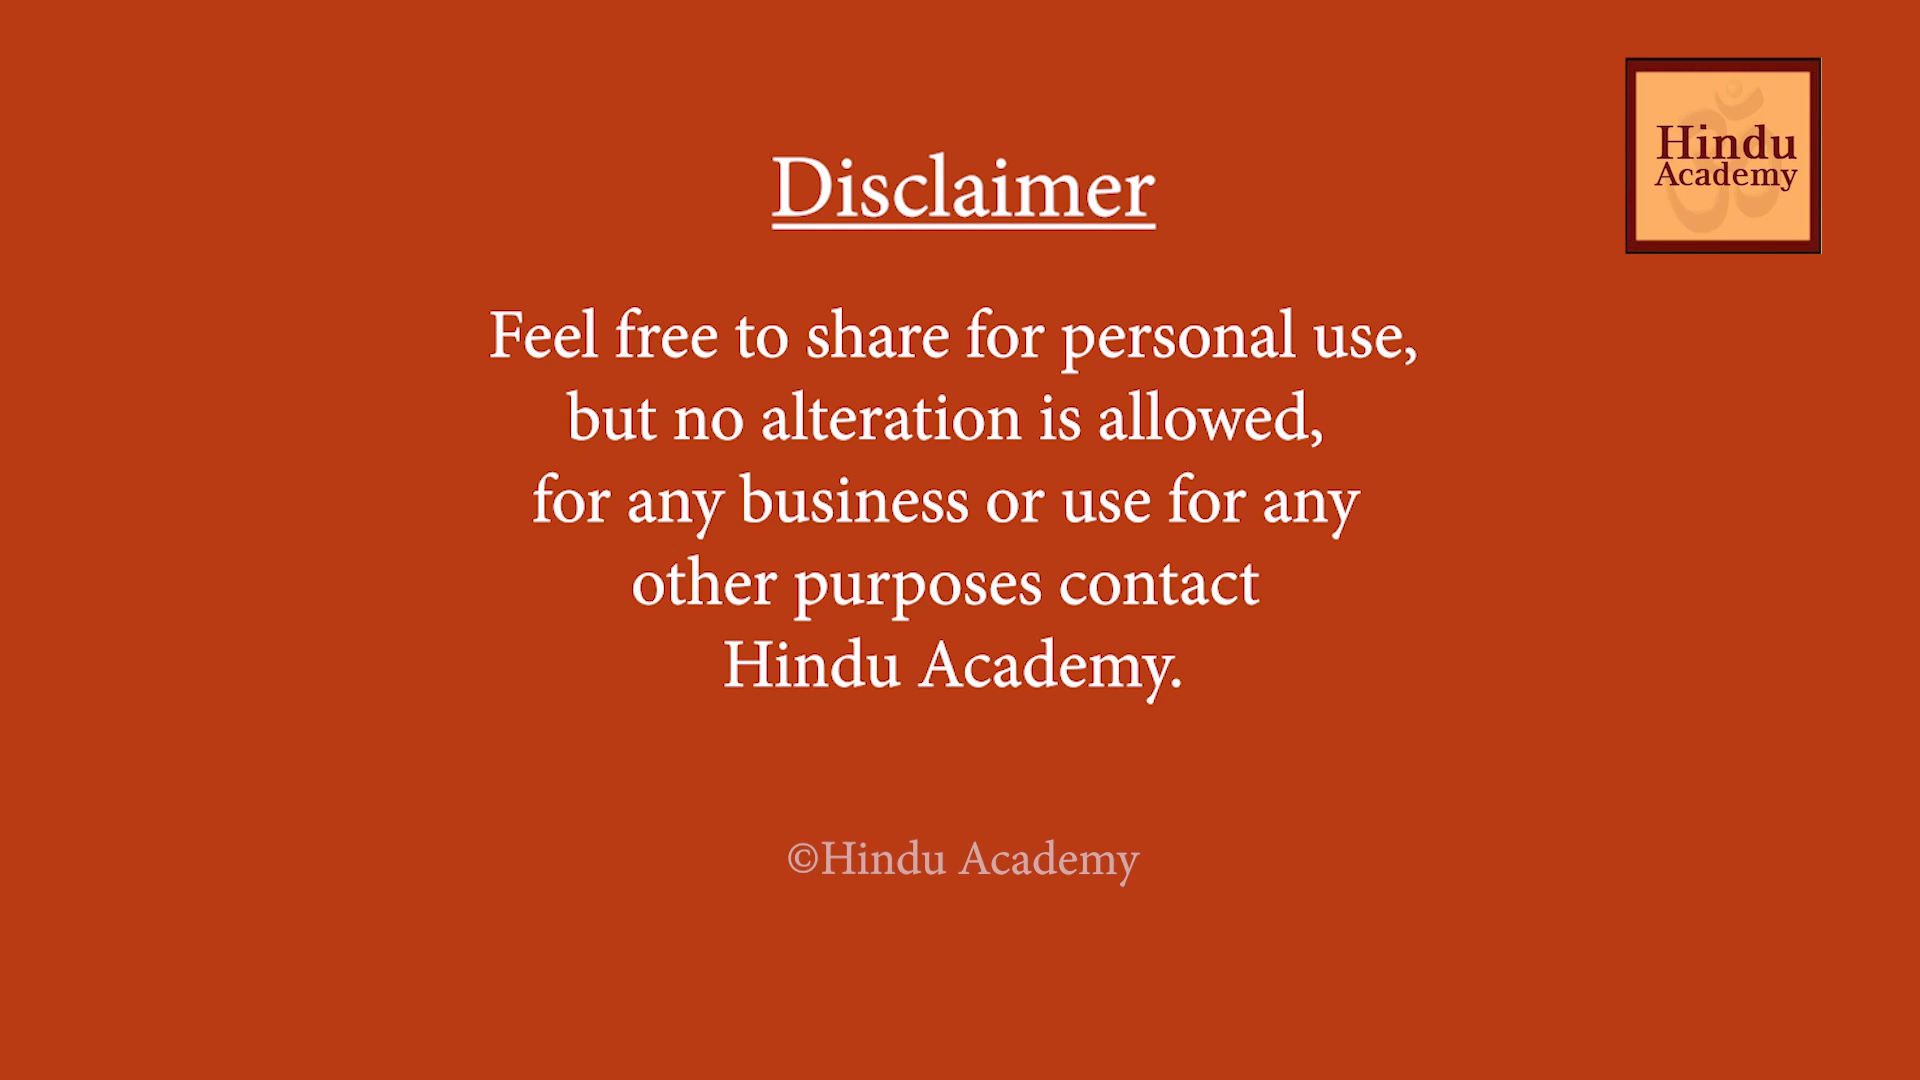 Hindu
Academy
Disclaimer
Feel free to share for personal use,
but no alteration is allowed,
for any business or use for any
other purposes contact
Hindu Academy.
©Hindu Academy